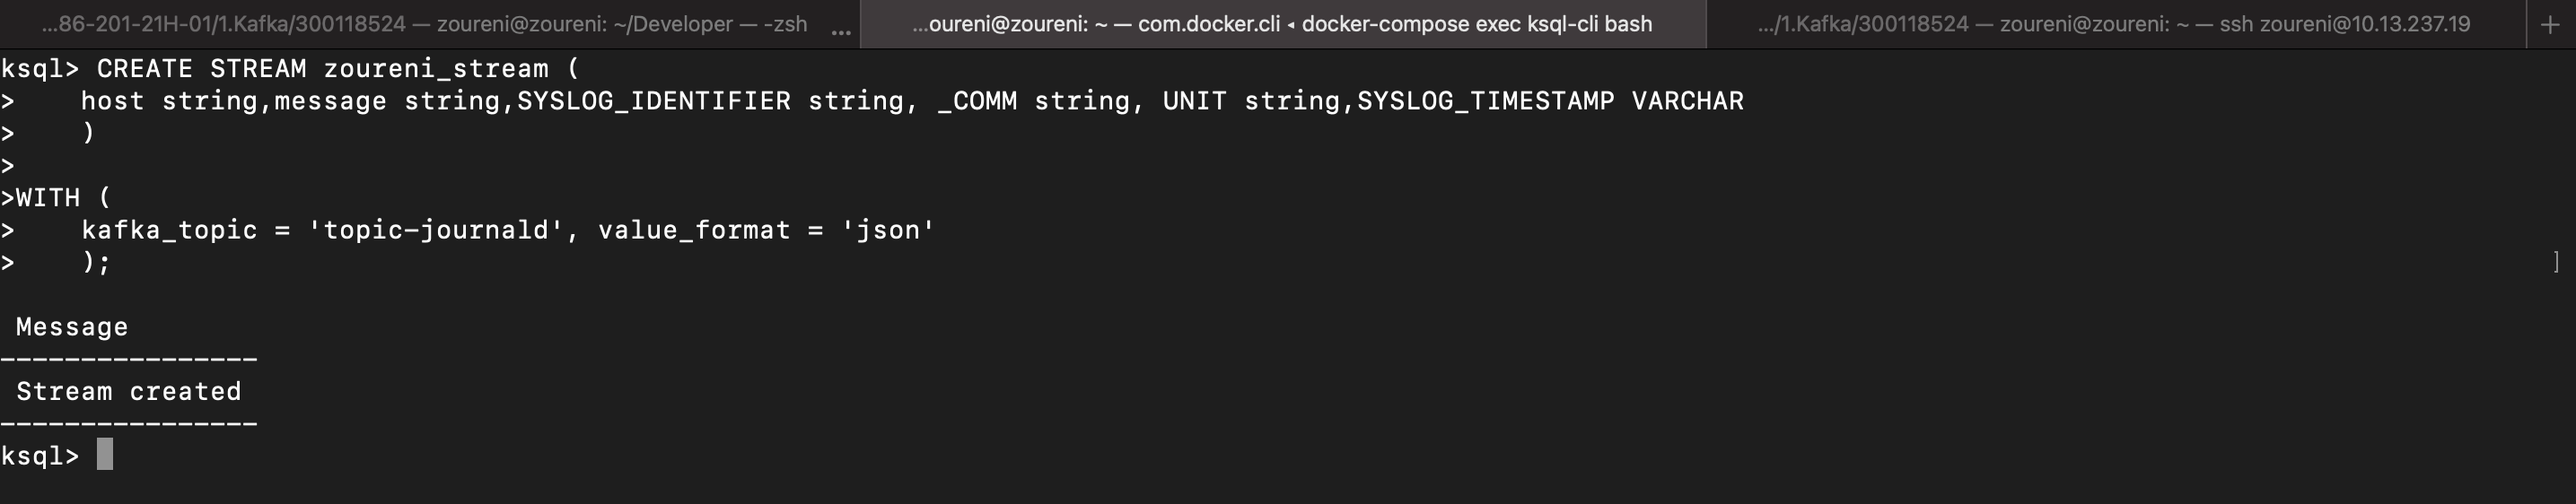 ...86-201-21H-01/1.Kafka/300118524 — zoureni@zoureni: ~/Developer — -zsh ...
...oureni@zoureni: ~ — com.docker.cli ◂ docker-compose exec ksql-cli bash
.../1.Kafka/300118524 — zoureni@zoureni: ~ — ssh zoureni@10.13.237.19 +
ksql> CREATE STREAM zoureni_stream (
>    host string,message string,SYSLOG_IDENTIFIER string, _COMM string, UNIT string,SYSLOG_TIMESTAMP VARCHAR
>    )
>
>WITH (
>    kafka_topic = 'topic-journald', value_format = 'json'
>    ); ]
Message
----------------
Stream created
----------------
ksql>